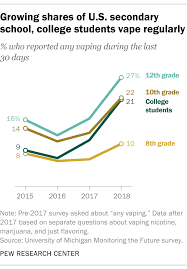 Growing shares of U.S. secondary
school, college students vape regularly
% who reported any vaping during the last
30 days
27% 12th grade
22 10th grade
21 College
students
16%
14
9
8
10 8th grade
2015 2016 2017 2018
Note: Pre-2017 survey asked about "any vaping." Data after
2017 based on separate questions about vaping nicotine,
marijuana, and just flavoring.
Source: University of Michigan Monitoring the Future survey.
PEW RESEARCH CENTER